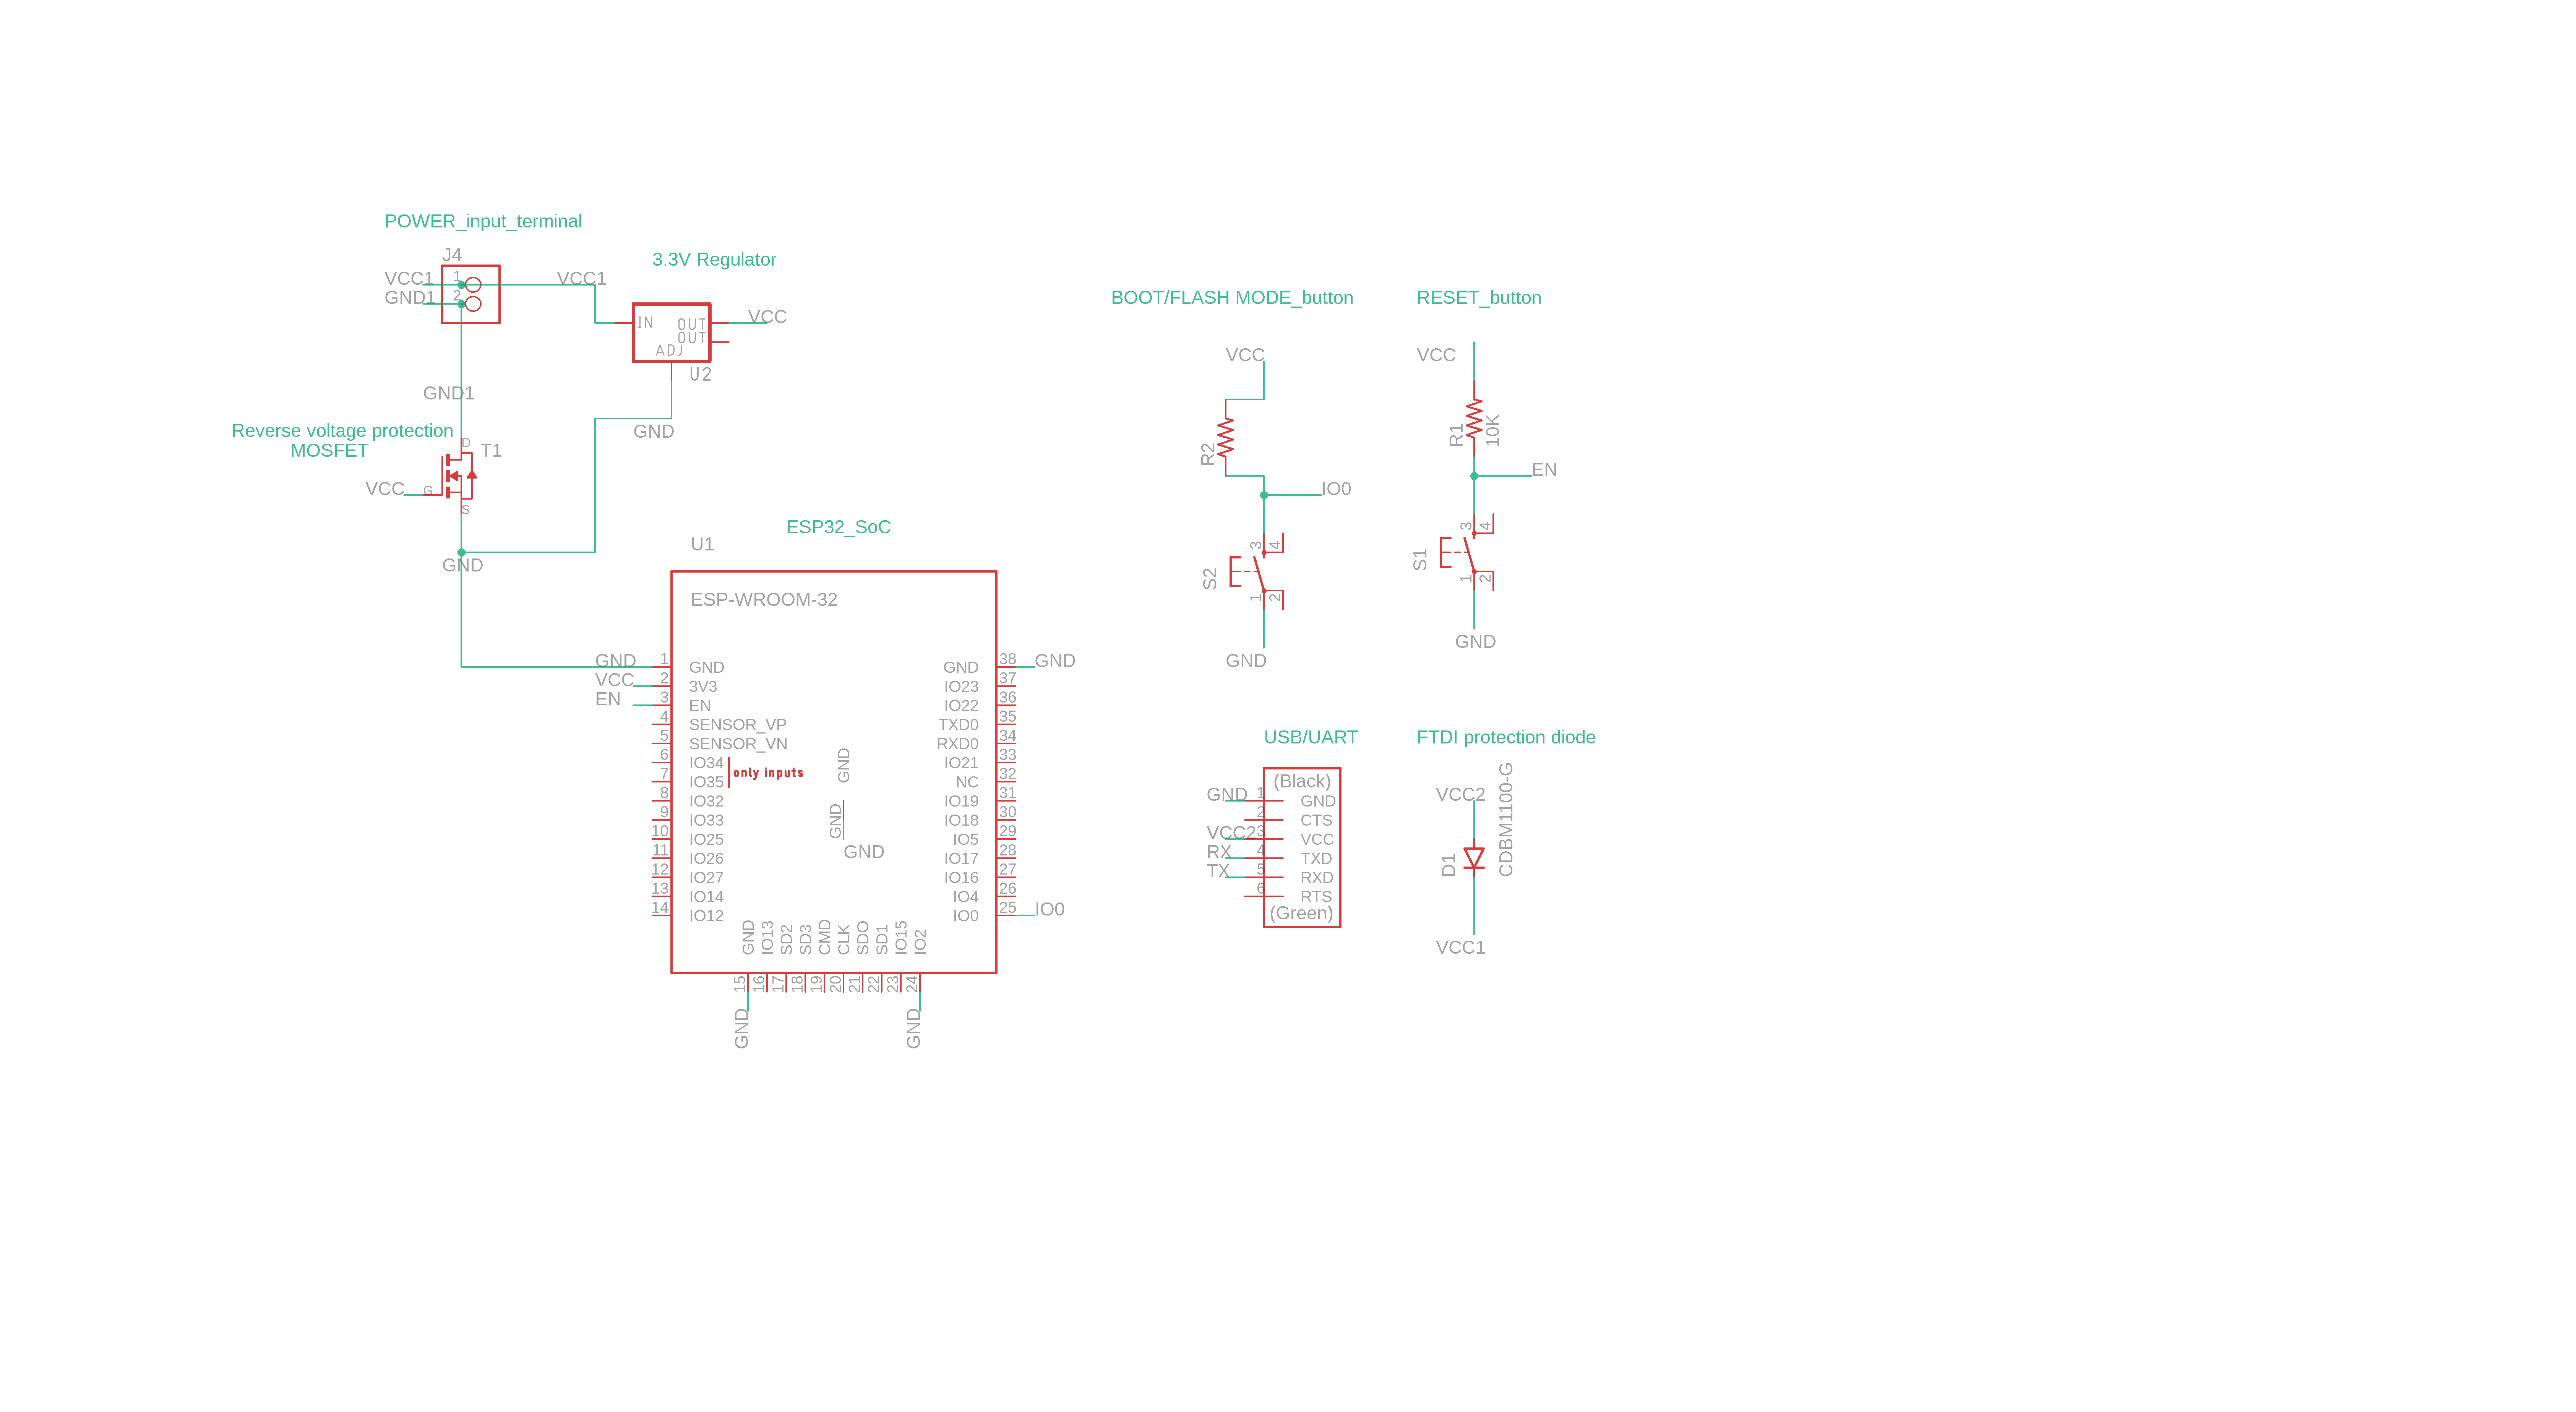 POWER_input_terminal
J4
VCC1
1
VCC1
GND1
2
3.3V Regulator
IN
OUT
OUT
ADJ
VCC
U2
GND1
GND
Reverse voltage protection
MOSFET
D
T1
VCC
G
S
GND
BOOT/FLASH MODE_button
VCC
R2
IO0
3
4
S2
1
2
GND
RESET_button
VCC
R1
10K
EN
3
4
S1
1
2
GND
ESP32_SoC
U1
ESP-WROOM-32
GND 1 GND
VCC 2 3V3
EN 3 EN
4 SENSOR_VP
5 SENSOR_VN
6 IO34
7 IO35
only inputs
8 IO32
9 IO33
10 IO25
11 IO26
12 IO27
13 IO14
14 IO12
GND
GND
GND
GND 38 GND
IO23 37
IO22 36
TXD0 35
RXD0 34
IO21 33
NC 32
IO19 31
IO18 30
IO5 29
IO17 28
IO16 27
IO4 26
IO0 25 IO0
GND
IO13
SD2
SD3
CMD
CLK
SDO
SD1
IO15
IO2
15
16
17
18
19
20
21
22
23
24
GND
GND
USB/UART
(Black)
GND 1 GND
2 CTS
VCC2 3 VCC
RX 4 TXD
TX 5 RXD
6 RTS
(Green)
FTDI protection diode
VCC2
D1
CDBM1100-G
VCC1